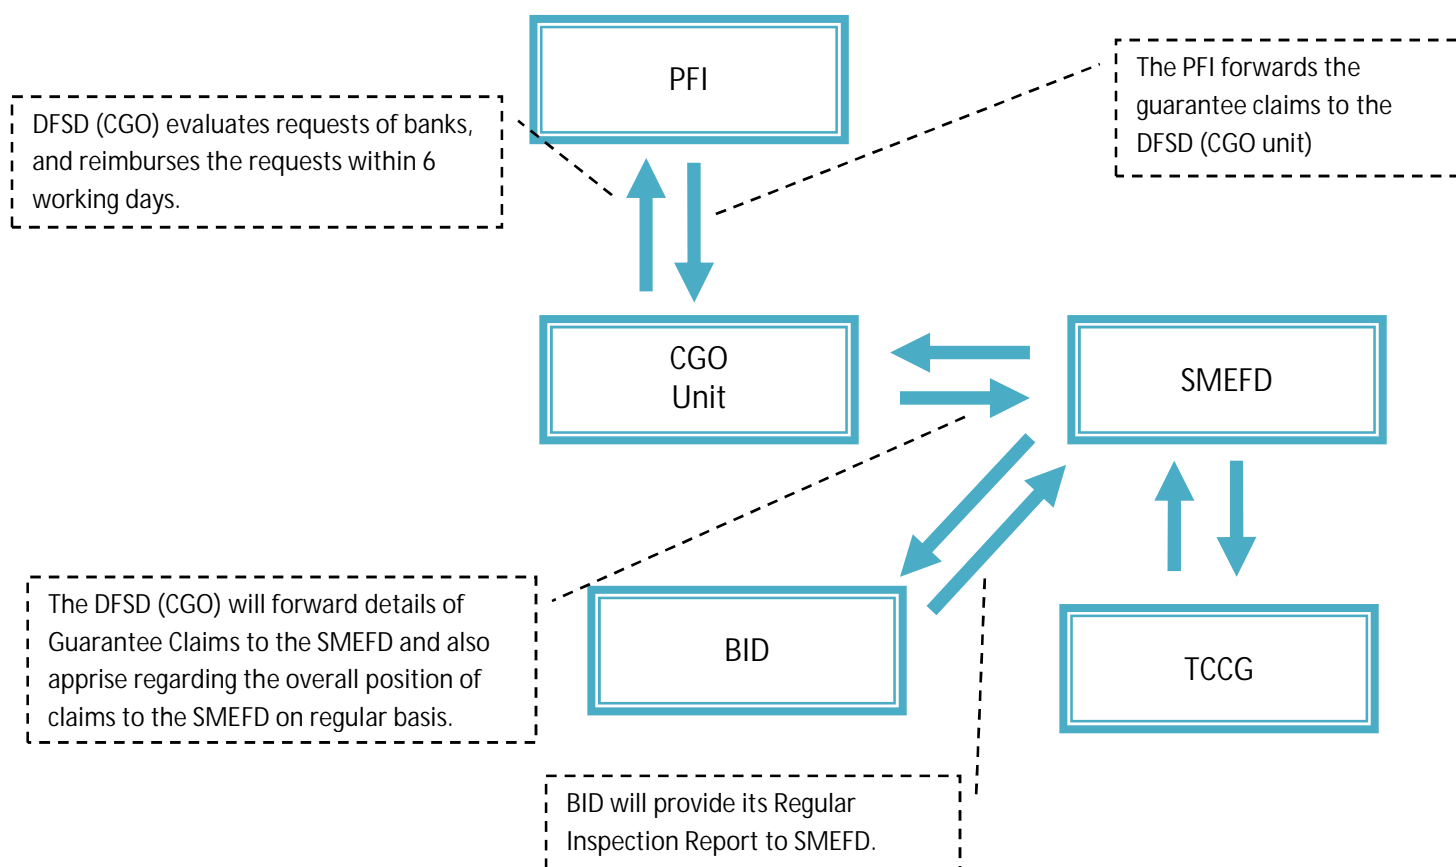 PFI
The PFI forwards the
guarantee claims to the
DFSD (CGO unit)
DFSD (CGO) evaluates requests of banks,
and reimburses the requests within 6
working days.
CGO
Unit
SMEFD
The DFSD (CGO) will forward details of
Guarantee Claims to the SMEFD and also
apprise regarding the overall position of
claims to the SMEFD on regular basis.
BID
TCCG
BID will provide its Regular
Inspection Report to SMEFD.